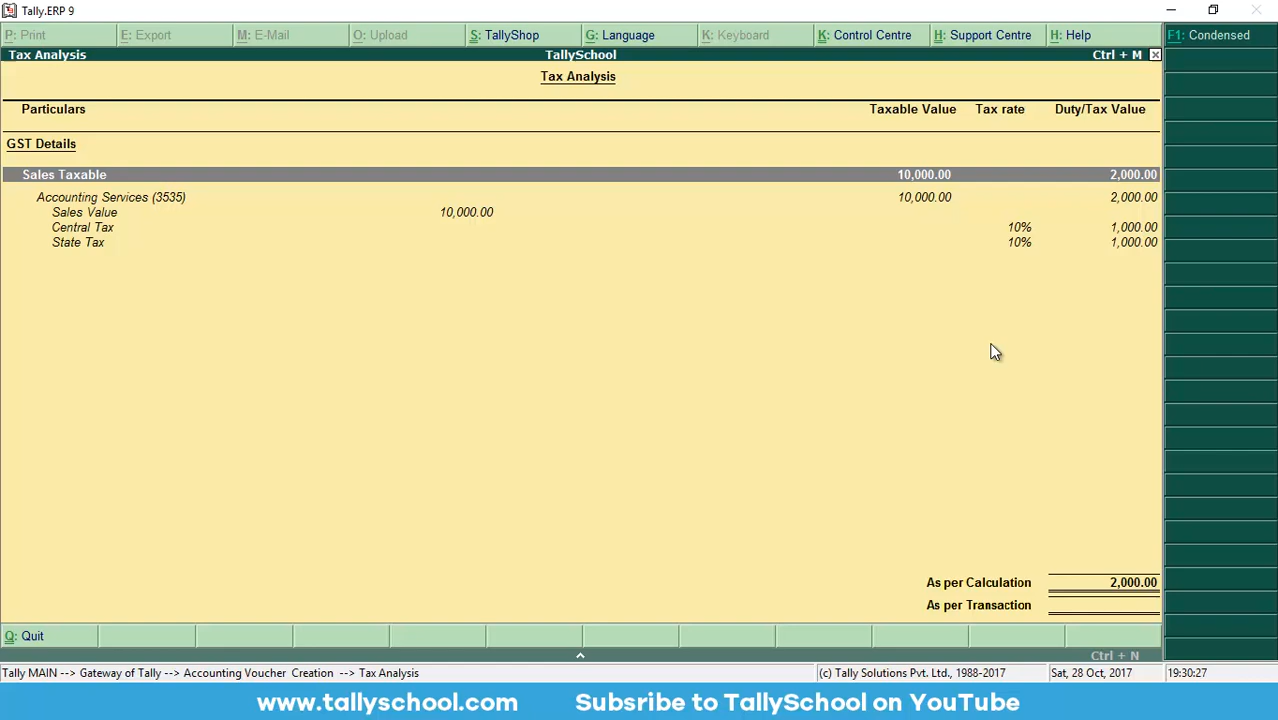 Tally.ERP 9
P: Print E: Export M: E-Mail O: Upload S: TallyShop G: Language K: Keyboard K: Control Centre H: Support Centre H: Help F1: Condensed
Tax Analysis TallySchool Ctrl + M
Tax Analysis
Particulars Taxable Value Tax rate Duty/Tax Value
GST Details
Sales Taxable 10,000.00 2,000.00
Accounting Services (3535) 10,000.00 2,000.00
Sales Value 10,000.00
Central Tax 10% 1,000.00
State Tax 10% 1,000.00
As per Calculation 2,000.00
As per Transaction
Q: Quit
Ctrl + N
Tally MAIN --> Gateway of Tally --> Accounting Voucher Creation --> Tax Analysis (c) Tally Solutions Pvt. Ltd., 1988-2017 Sat, 28 Oct, 2017 19:30:27
www.tallyschool.com Subsribe to TallySchool on YouTube